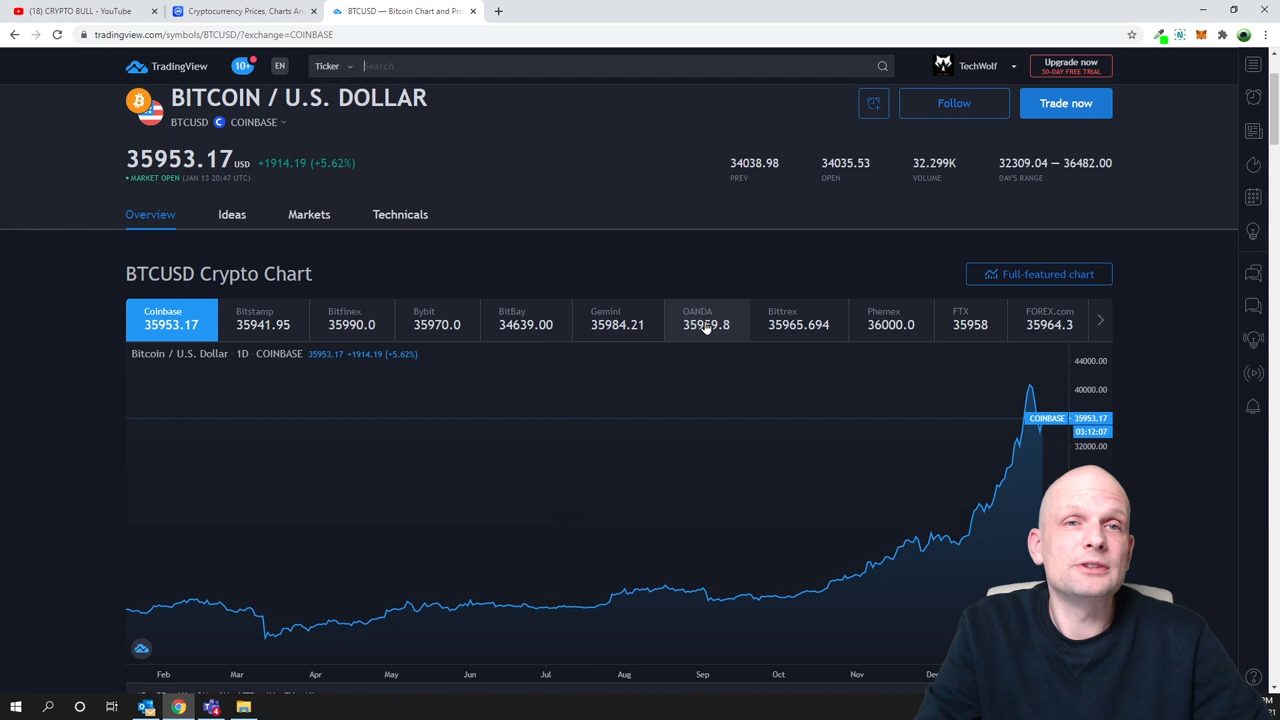 (18) CRYPTO BULL - YouTube
Cryptocurrency Prices, Charts An
BTCUSD — Bitcoin Chart and Pric
tradingview.com/symbols/BTCUSD/?exchange=COINBASE
TradingView
10+
EN
Ticker
Search
TechWolf
Upgrade now
30-DAY FREE TRIAL
BITCOIN / U.S. DOLLAR
BTCUSD COINBASE
Follow
Trade now
35953.17 USD +1914.19 (+5.62%)
MARKET OPEN (JAN 13 20:47 UTC)
34038.98 34035.53 32.299K 32309.04 — 36482.00
PREV OPEN VOLUME DAY'S RANGE
Overview Ideas Markets Technicals
BTCUSD Crypto Chart
Full-featured chart
Coinbase Bitstamp Bitfinex Bybit BitBay Gemini OANDA Bittrex Phemex FTX FOREX.com
35953.17 35941.95 35990.0 35970.0 34639.00 35984.21 35965.694 36000.0 35958 35964.3
Bitcoin / U.S. Dollar · 1D · COINBASE 35953.17 +1914.19 (+5.62%)
44000.00
40000.00
COINBASE 35953.17
03:12:07
32000.00
Feb Mar Apr May Jun Jul Aug Sep Oct Nov